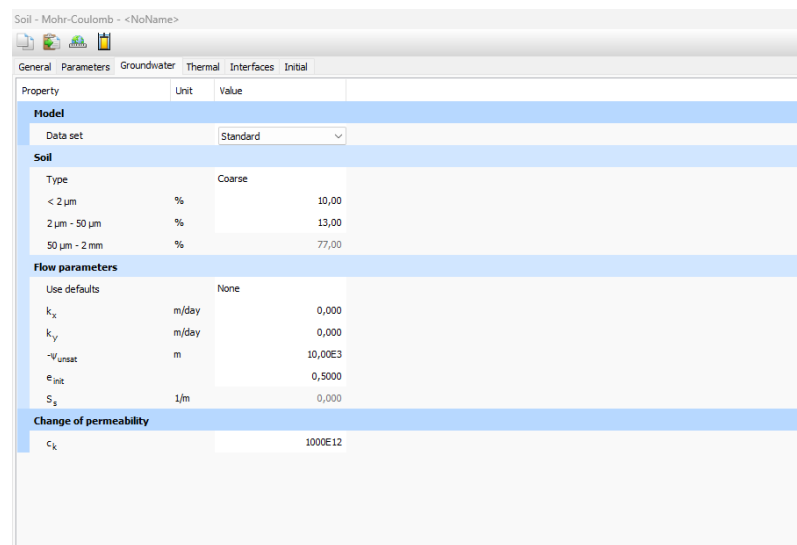 Soil - Mohr-Coulomb - <NoName>
General Parameters Groundwater Thermal Interfaces Initial
Property Unit Value
Model
Data set Standard
Soil
Type Coarse
< 2 µm % 10,00
2 µm - 50 µm % 13,00
50 µm - 2 mm % 77,00
Flow parameters
Use defaults None
kx m/day 0,000
ky m/day 0,000
-Ψunsat m 10,00E3
einit 0,5000
Ss 1/m 0,000
Change of permeability
ck 1000E12